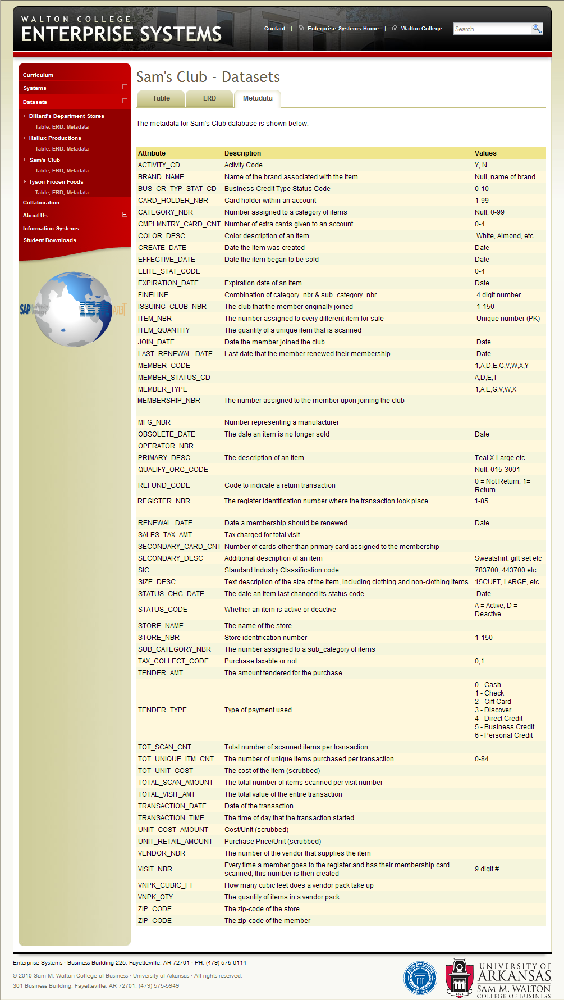 WALTON COLLEGE
ENTERPRISE SYSTEMS
Contact | Enterprise Systems Home | Walton College
Search
Curriculum
Systems
Datasets
Dillard's Department Stores
Table, ERD, Metadata
Hallux Productions
Table, ERD, Metadata
Sam's Club
Table, ERD, Metadata
Tyson Frozen Foods
Table, ERD, Metadata
Collaboration
About Us
Information Systems
Student Downloads
SAP University Alliances
IBM
Sam's Club - Datasets
Table ERD Metadata
The metadata for Sam's Club database is shown below.
Attribute Description Values
ACTIVITY_CD Activity Code Y, N
BRAND_NAME Name of the brand associated with the item Null, name of brand
BUS_CR_TYP_STAT_CD Business Credit Type Status Code 0-10
CARD_HOLDER_NBR Card holder within an account 1-99
CATEGORY_NBR Number assigned to a category of items Null, 0-99
CMPLMNTRY_CARD_CNT Number of extra cards given to an account 0-4
COLOR_DESC Color description of an item White, Almond, etc
CREATE_DATE Date the item was created Date
EFFECTIVE_DATE Date the item began to be sold Date
ELITE_STAT_CODE 0-4
EXPIRATION_DATE Expiration date of an item Date
FINELINE Combination of category_nbr & sub_category_nbr 4 digit number
ISSUING_CLUB_NBR The club that the member originally joined 1-150
ITEM_NBR The number assigned to every different item for sale Unique number (PK)
ITEM_QUANTITY The quantity of a unique item that is scanned
JOIN_DATE Date the member joined the club Date
LAST_RENEWAL_DATE Last date that the member renewed their membership Date
MEMBER_CODE 1,A,D,E,G,V,W,X,Y
MEMBER_STATUS_CD A,D,E,T
MEMBER_TYPE 1,A,E,G,V,W,X
MEMBERSHIP_NBR The number assigned to the member upon joining the club
MFG_NBR Number representing a manufacturer
OBSOLETE_DATE The date an item is no longer sold Date
OPERATOR_NBR
PRIMARY_DESC The description of an item Teal X-Large etc
QUALIFY_ORG_CODE Null, 015-3001
REFUND_CODE Code to indicate a return transaction 0 = Not Return, 1=
Return
REGISTER_NBR The register identification number where the transaction took place 1-85
RENEWAL_DATE Date a membership should be renewed Date
SALES_TAX_AMT Tax charged for total visit
SECONDARY_CARD_CNT Number of cards other than primary card assigned to the membership
SECONDARY_DESC Additional description of an item Sweatshirt, gift set etc
SIC Standard Industry Classification code 783700, 443700 etc
SIZE_DESC Text description of the size of the item, including clothing and non-clothing items 15CUFT, LARGE, etc
STATUS_CHG_DATE The date an item last changed its status code Date
STATUS_CODE Whether an item is active or deactive A = Active, D =
Deactive
STORE_NAME The name of the store
STORE_NBR Store identification number 1-150
SUB_CATEGORY_NBR The number assigned to a sub_category of items
TAX_COLLECT_CODE Purchase taxable or not 0,1
TENDER_AMT The amount tendered for the purchase
TENDER_TYPE Type of payment used
0 - Cash
1 - Check
2 - Gift Card
3 - Discover
4 - Direct Credit
5 - Business Credit
6 - Personal Credit
TOT_SCAN_CNT Total number of scanned items per transaction
TOT_UNIQUE_ITM_CNT The number of unique items purchased per transaction 0-84
TOT_UNIT_COST The cost of the item (scrubbed)
TOTAL_SCAN_AMOUNT The total number of items scanned per visit number
TOTAL_VISIT_AMT The total value of the entire transaction
TRANSACTION_DATE Date of the transaction
TRANSACTION_TIME The time of day that the transaction started
UNIT_COST_AMOUNT Cost/Unit (scrubbed)
UNIT_RETAIL_AMOUNT Purchase Price/Unit (scrubbed)
VENDOR_NBR The number of the vendor that supplies the item
VISIT_NBR Every time a member goes to the register and has their membership card
scanned, this number is then created 9 digit #
VNPK_CUBIC_FT How many cubic feet does a vendor pack take up
VNPK_QTY The quantity of items in a vendor pack
ZIP_CODE The zip-code of the store
ZIP_CODE The zip-code of the member
Enterprise Systems · Business Building 225, Fayetteville, AR 72701 · PH: (479) 575-6114
© 2010 Sam M. Walton College of Business · University of Arkansas · All rights reserved.
301 Business Building, Fayetteville, AR 72701, (479) 575-5949
AACSB ACCREDITED
EST. 1916
1871
UNIVERSITY OF
ARKANSAS
SAM M. WALTON
COLLEGE OF BUSINESS